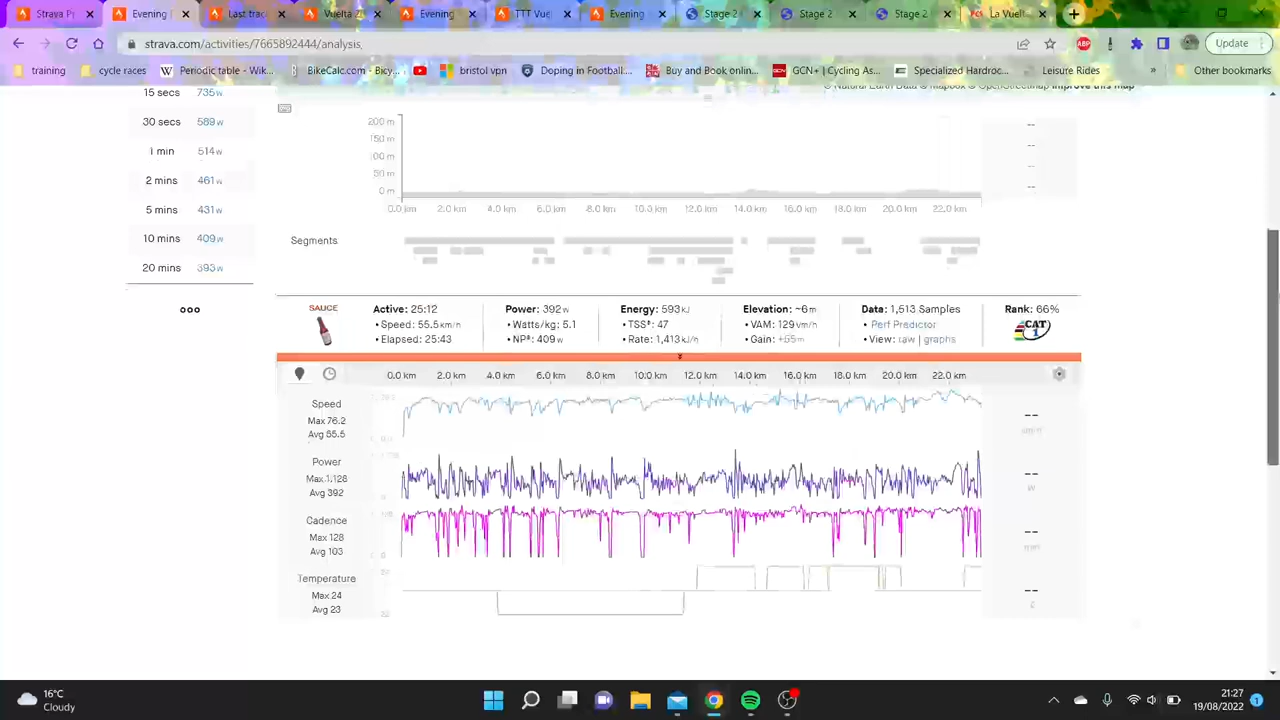 Strava P Evening Last trac Vuelta Evening TTT Vuel Evening Stage 2 Stage 2 Stage 2 La Vuelt
strava.com/activities/7665892444/analysis
Update
training cycle races Periodic table - Wik... BikeCalc.com - Bicy... bristol vpn Doping in Football.... Buy and Book onlin... GCN+ | Cycling As... Specialized Hardroc... Leisure Rides » Other bookmarks
Improve this map
15 secs 735w
30 secs 589w
1 min 514w
2 mins 461w
5 mins 431w
10 mins 409w
20 mins 393w
200 m
150 m
100 m
50 m
0 m
0.0 km 2.0 km 4.0 km 6.0 km 8.0 km 10.0 km 12.0 km 14.0 km 16.0 km 18.0 km 20.0 km 22.0 km
Segments
SAUCE
Active: 25:12 Power: 392w Energy: 593kJ Elevation: ~6m Data: 1,513 Samples Rank: 66%
• Speed: 55.5km/h • Watts/kg: 5.1 • TSS®: 47 • VAM: 129Vm/h • Perf Predictor CAT 1
• Elapsed: 25:43 • NP®: 409w • Rate: 1,413kJ/h • Gain: +55m • View: raw | graphs
0.0 km 2.0 km 4.0 km 6.0 km 8.0 km 10.0 km 12.0 km 14.0 km 16.0 km 18.0 km 20.0 km 22.0 km
Speed
Max 76.2
Avg 55.5
Power
Max 1,128
Avg 392
Cadence
Max 128
Avg 103
Temperature
Max 24
Avg 23
16°C
Cloudy
21:27
19/08/2022